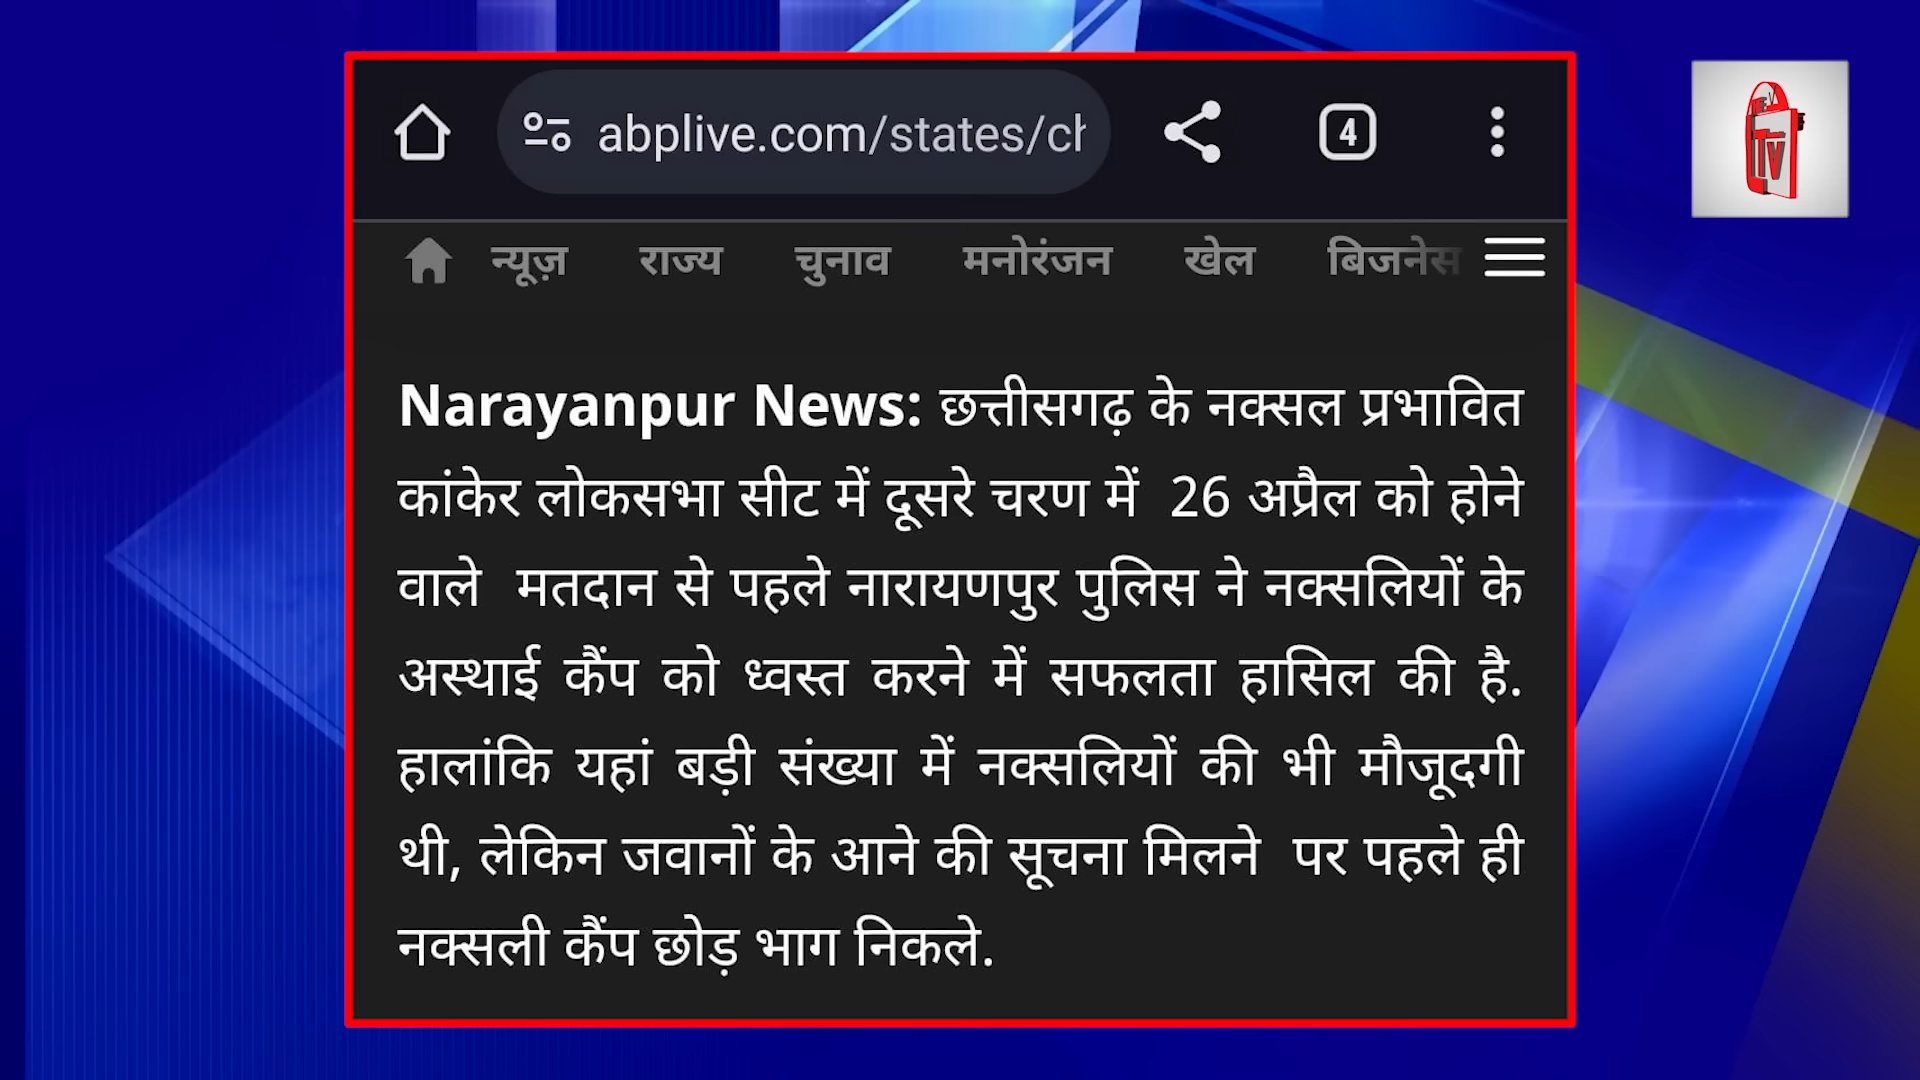 abplive.com/states/ch
4
न्यूज़ राज्य चुनाव मनोरंजन खेल बिजनेस
TV
Narayanpur News: छत्तीसगढ़ के नक्सल प्रभावित
कांकेर लोकसभा सीट में दूसरे चरण में 26 अप्रैल को होने
वाले मतदान से पहले नारायणपुर पुलिस ने नक्सलियों के
अस्थाई कैंप को ध्वस्त करने में सफलता हासिल की है.
हालांकि यहां बड़ी संख्या में नक्सलियों की भी मौजूदगी
थी, लेकिन जवानों के आने की सूचना मिलने पर पहले ही
नक्सली कैंप छोड़ भाग निकले.